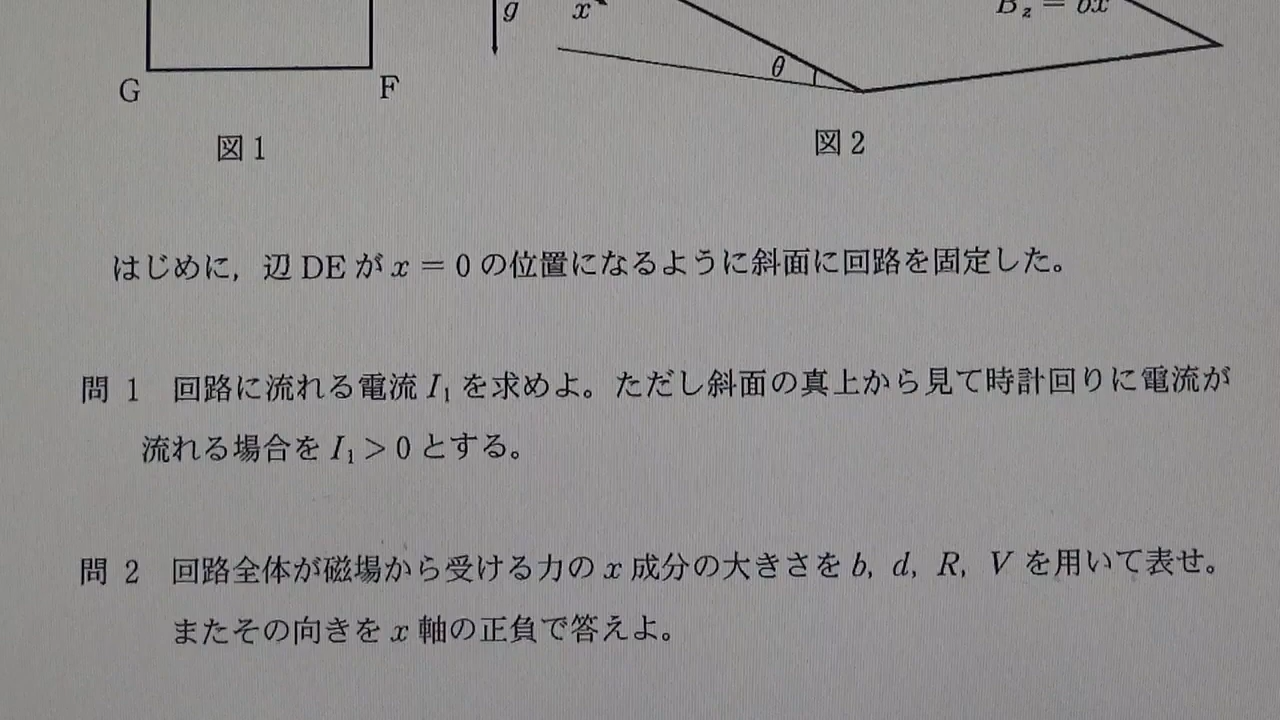 g
x
B_z = bx
θ
G
F
図 1
図 2
はじめに, 辺 DE が x = 0 の位置になるように斜面に回路を固定した。
問 1 回路に流れる電流 I₁ を求めよ。ただし斜面の真上から見て時計回りに電流が
流れる場合を I₁ > 0 とする。
問 2 回路全体が磁場から受ける力の x 成分の大きさを b, d, R, V を用いて表せ。
またその向きを x 軸の正負で答えよ。